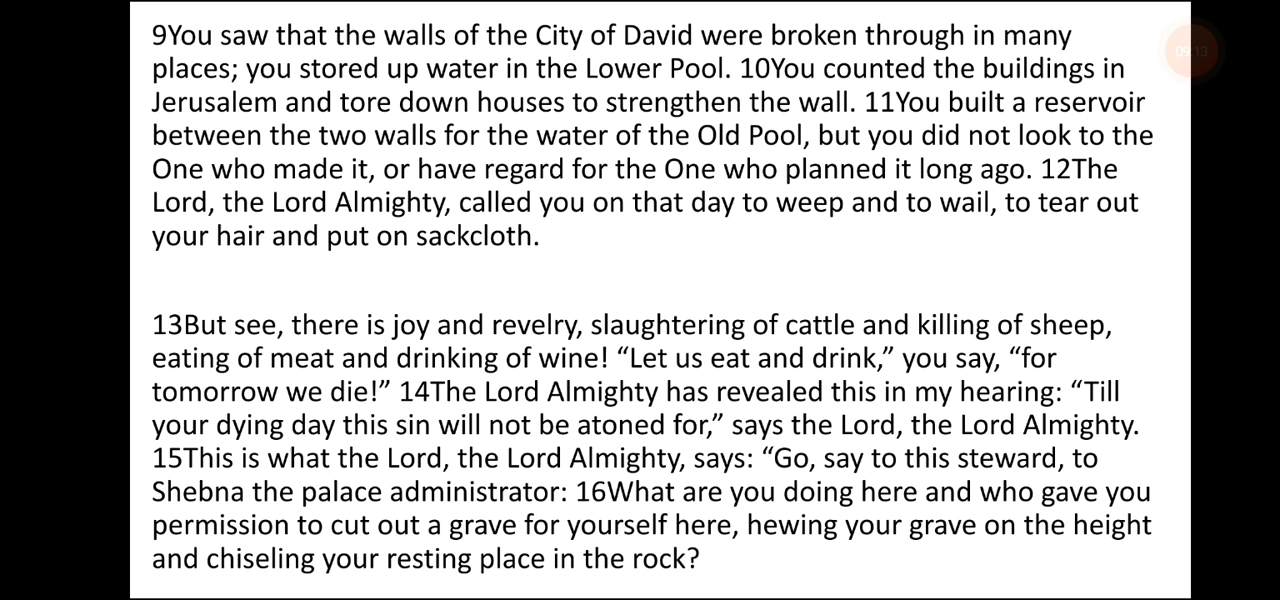 9You saw that the walls of the City of David were broken through in many
places; you stored up water in the Lower Pool. 10You counted the buildings in
Jerusalem and tore down houses to strengthen the wall. 11You built a reservoir
between the two walls for the water of the Old Pool, but you did not look to the
One who made it, or have regard for the One who planned it long ago. 12The
Lord, the Lord Almighty, called you on that day to weep and to wail, to tear out
your hair and put on sackcloth.
13But see, there is joy and revelry, slaughtering of cattle and killing of sheep,
eating of meat and drinking of wine! “Let us eat and drink,” you say, “for
tomorrow we die!” 14The Lord Almighty has revealed this in my hearing: “Till
your dying day this sin will not be atoned for,” says the Lord, the Lord Almighty.
15This is what the Lord, the Lord Almighty, says: “Go, say to this steward, to
Shebna the palace administrator: 16What are you doing here and who gave you
permission to cut out a grave for yourself here, hewing your grave on the height
and chiseling your resting place in the rock?
09:13